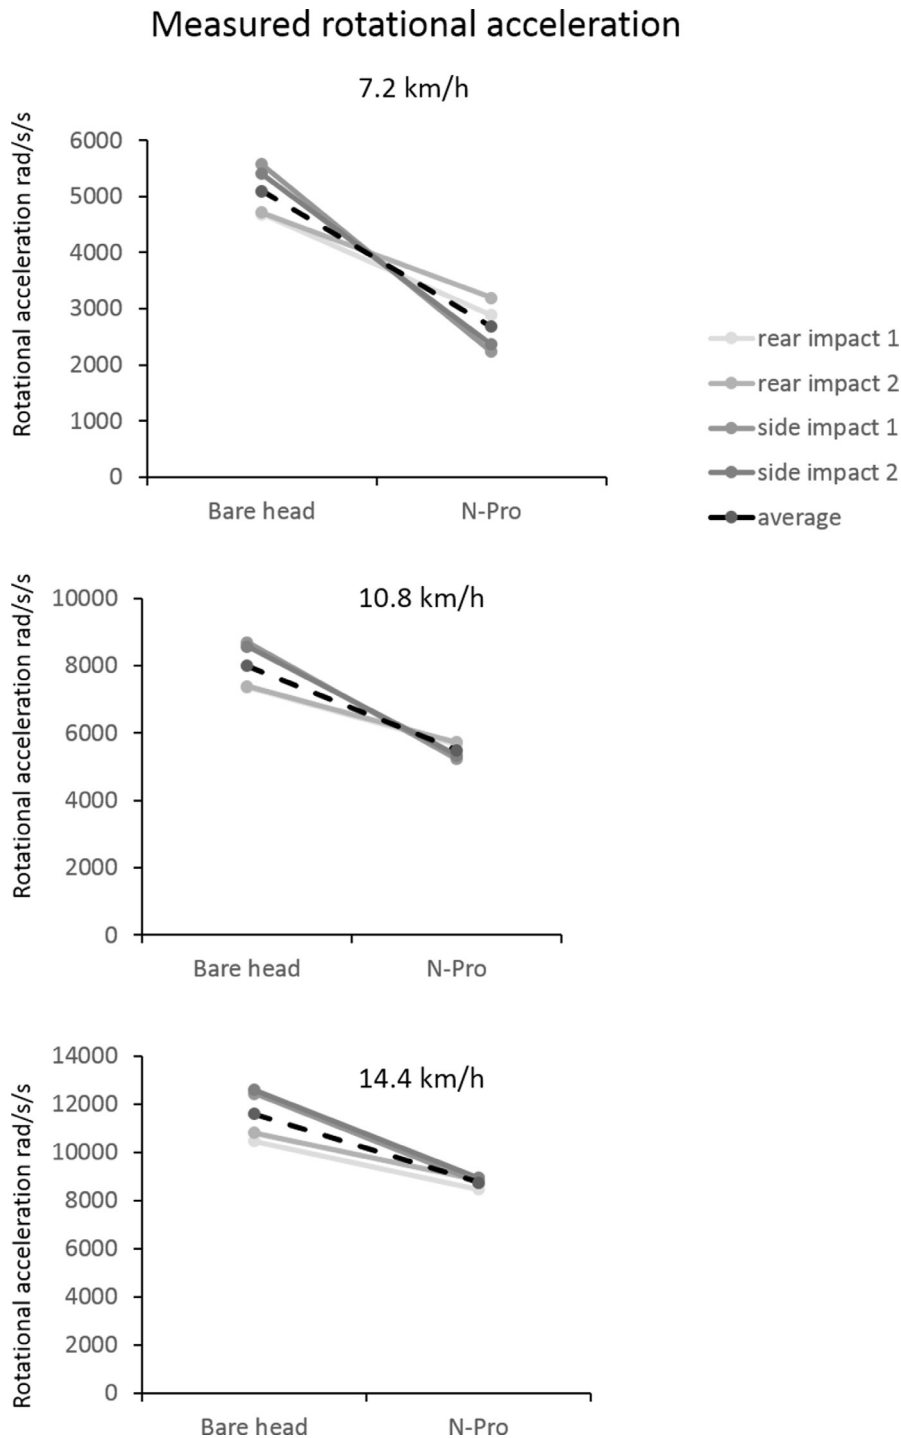 Measured rotational acceleration
7.2 km/h
Rotational acceleration rad/s/s
6000
5000
4000
3000
2000
1000
0
Bare head N-Pro
rear impact 1
rear impact 2
side impact 1
side impact 2
average
10.8 km/h
Rotational acceleration rad/s/s
10000
8000
6000
4000
2000
0
Bare head N-Pro
14.4 km/h
Rotational acceleration rad/s/s
14000
12000
10000
8000
6000
4000
2000
0
Bare head N-Pro